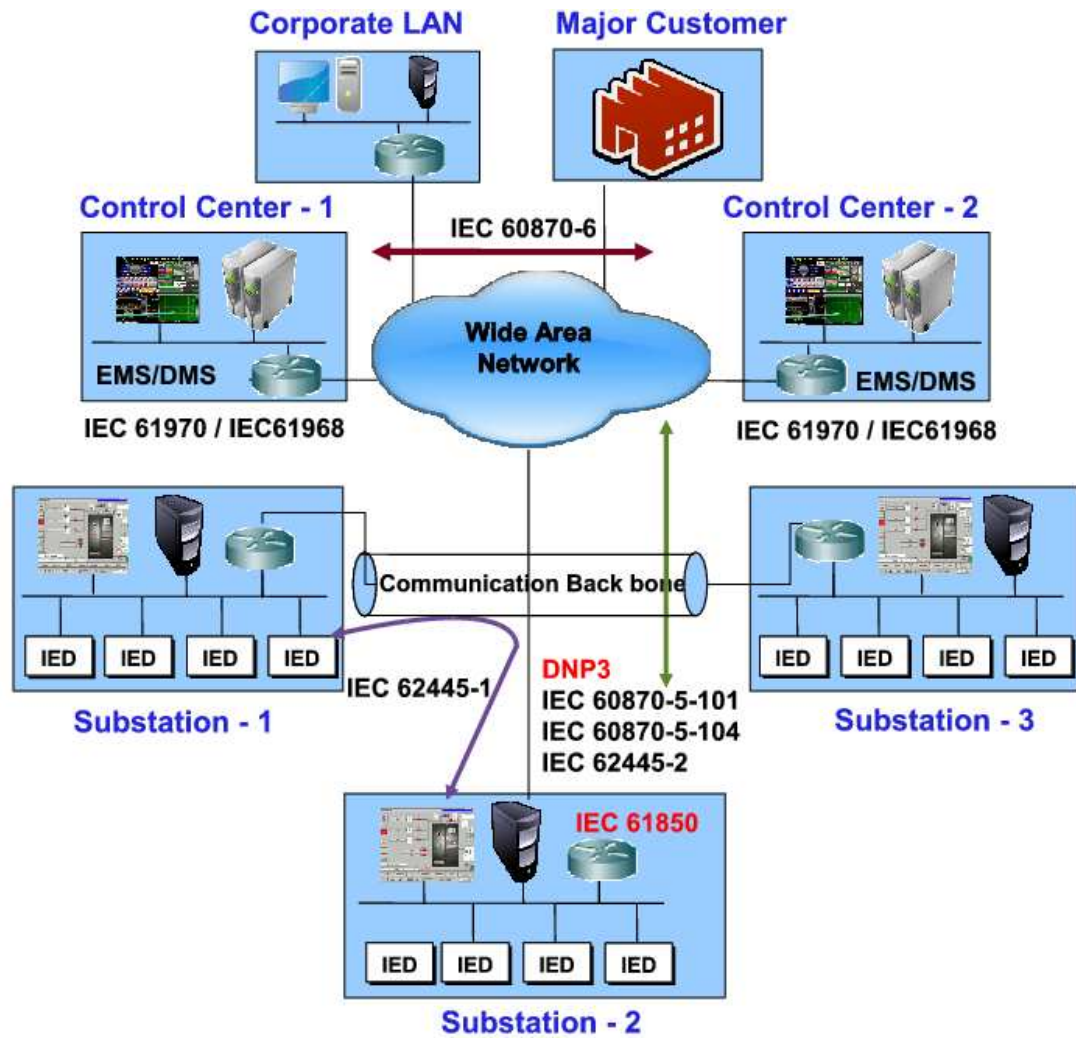 Corporate LAN
Major Customer
Control Center - 1
IEC 60870-6
Control Center - 2
Wide Area
Network
EMS/DMS
EMS/DMS
IEC 61970 / IEC61968
IEC 61970 / IEC61968
Communication Back bone
IED
IED
IED
IED
IED
IED
IED
IED
IEC 62445-1
DNP3
IEC 60870-5-101
IEC 60870-5-104
IEC 62445-2
Substation - 1
Substation - 3
IEC 61850
IED
IED
IED
IED
Substation - 2